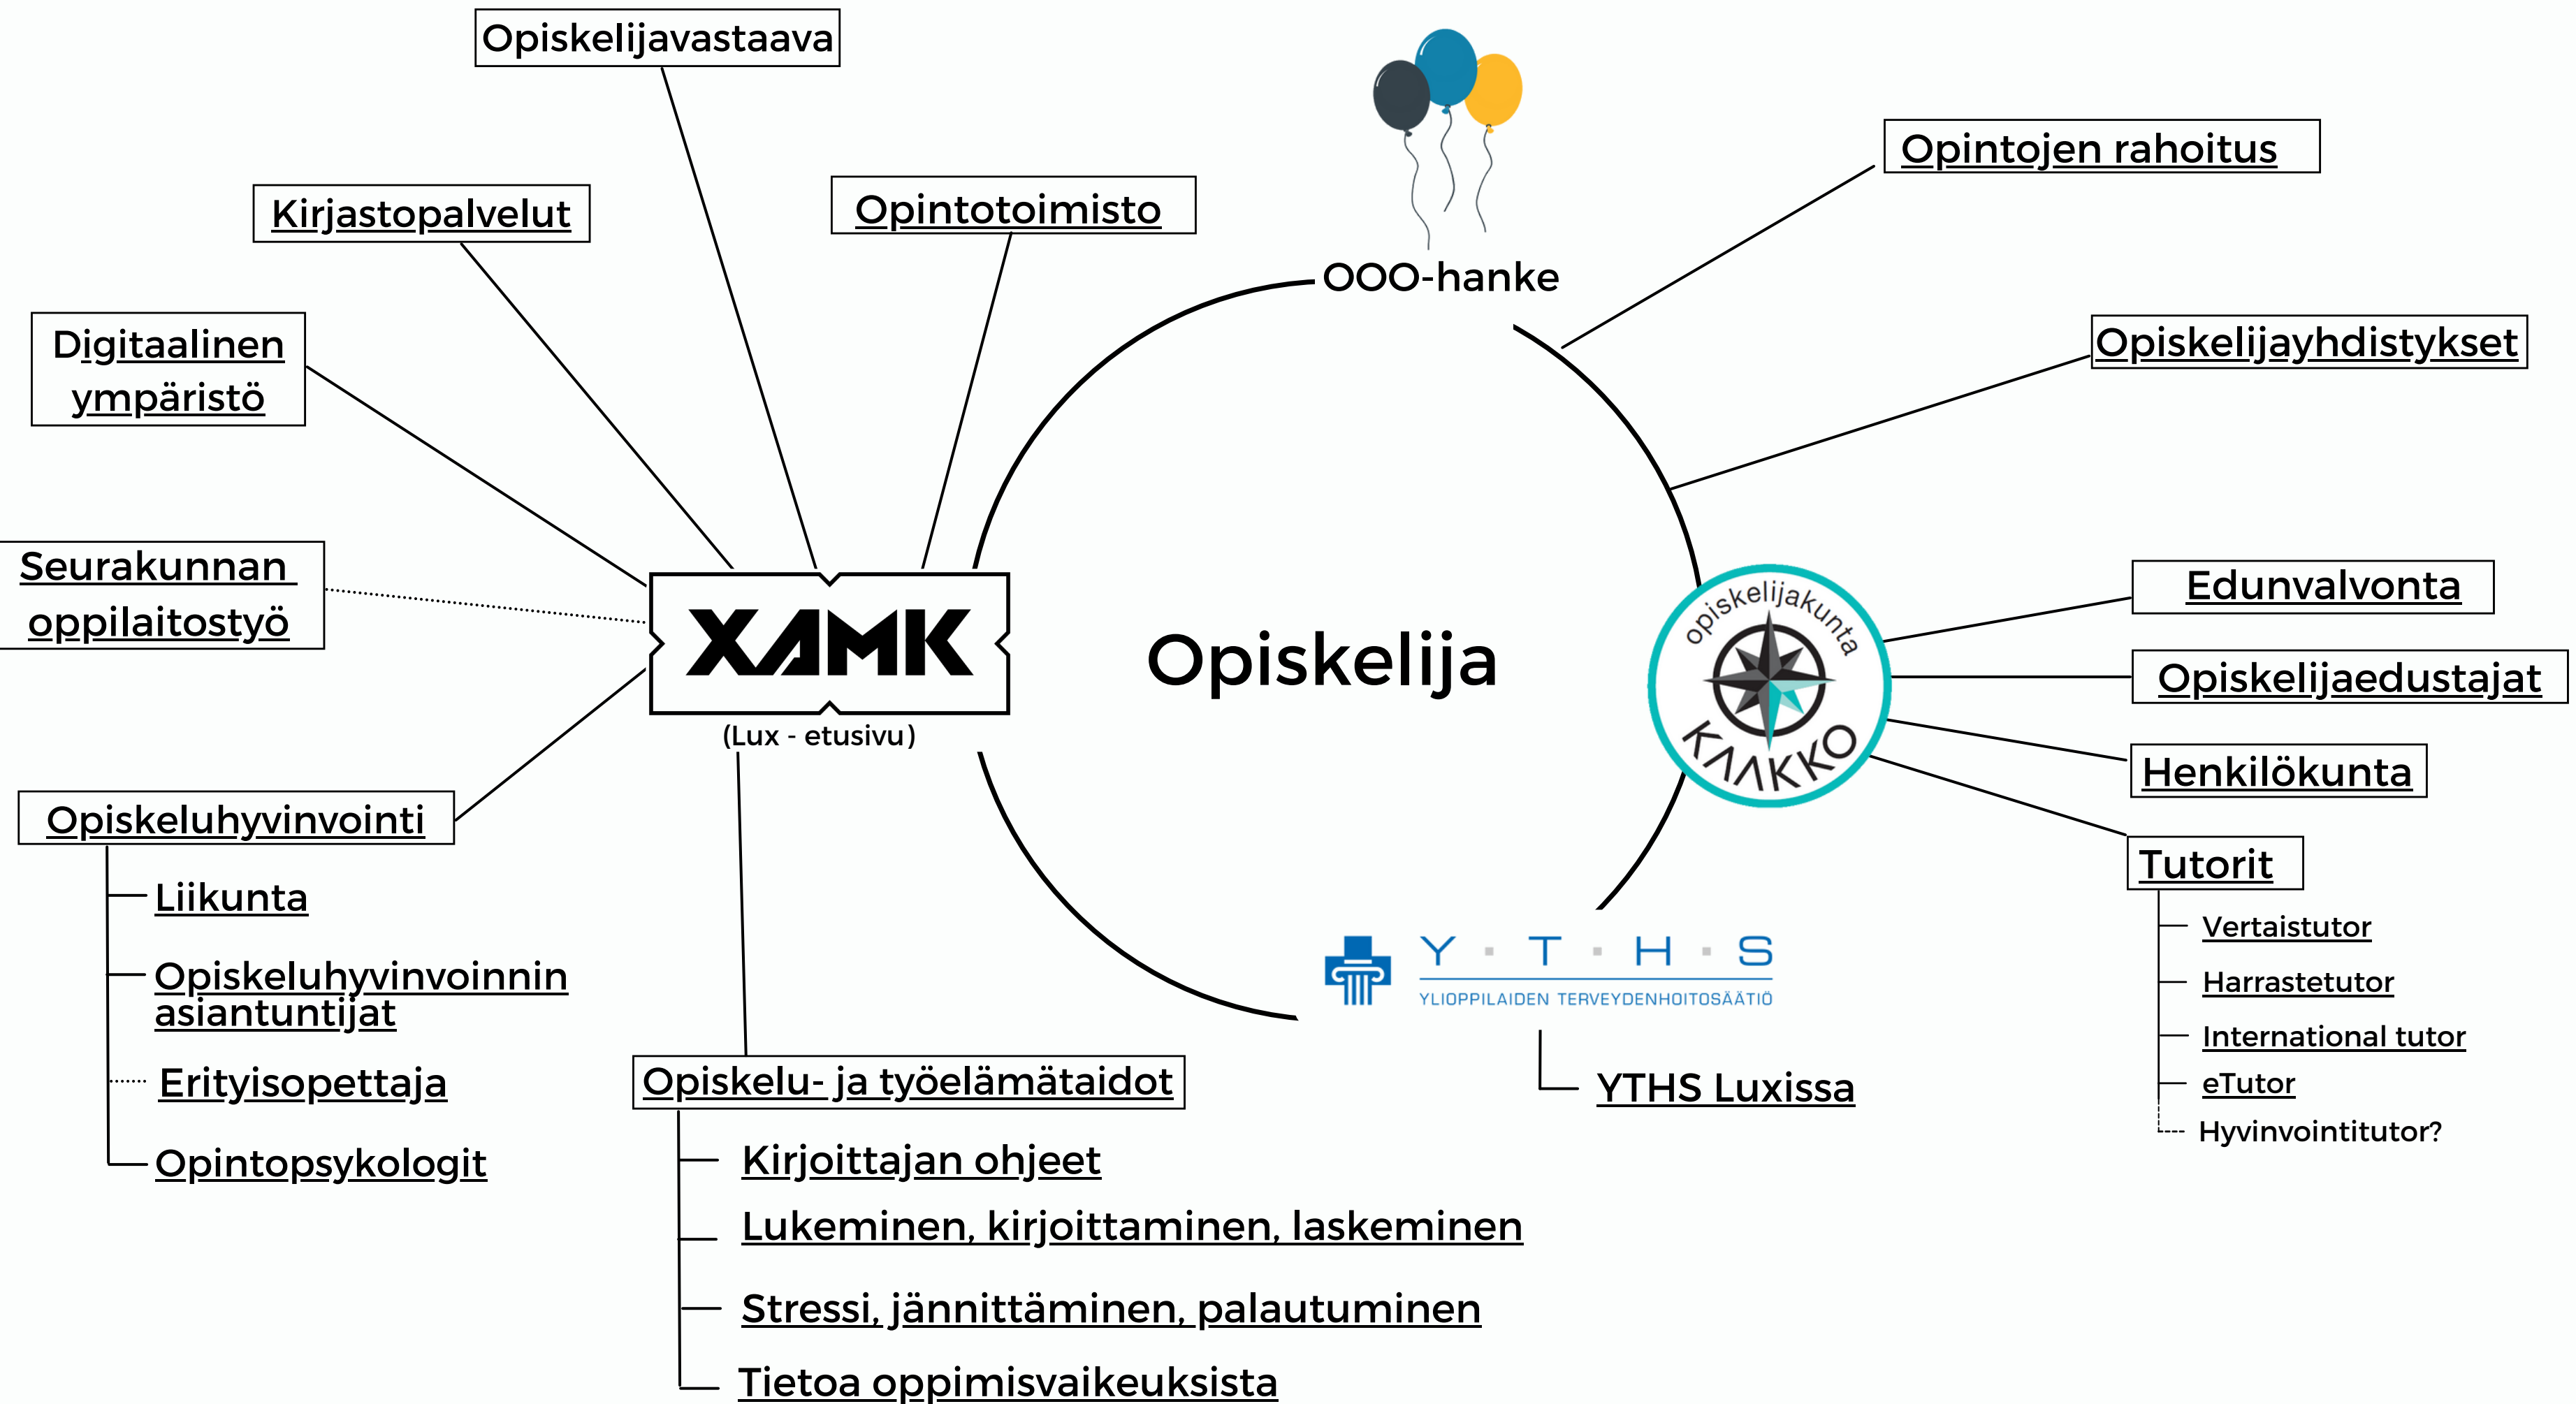 Opiskelijavastaava
Kirjastopalvelut
Opintotoimisto
Digitaalinen
ympäristö
Seurakunnan
oppilaitostyö
XAMK
(Lux - etusivu)
Opiskeluhyvinvointi
Liikunta
Opiskeluhyvinvoinnin
asiantuntijat
Erityisopettaja
Opintopsykologit
Opiskelu- ja työelämätaidot
Kirjoittajan ohjeet
Lukeminen, kirjoittaminen, laskeminen
Stressi, jännittäminen, palautuminen
Tietoa oppimisvaikeuksista
OOO-hanke
Opiskelija
Opintojen rahoitus
Opiskelijayhdistykset
opiskelijakunta
KAAKKO
Edunvalvonta
Opiskelijaedustajat
Henkilökunta
Tutorit
Vertaistutor
Harrastetutor
International tutor
eTutor
Hyvinvointitutor?
Y · T · H · S
YLIOPPILAIDEN TERVEYDENHOITOSÄÄTIÖ
YTHS Luxissa